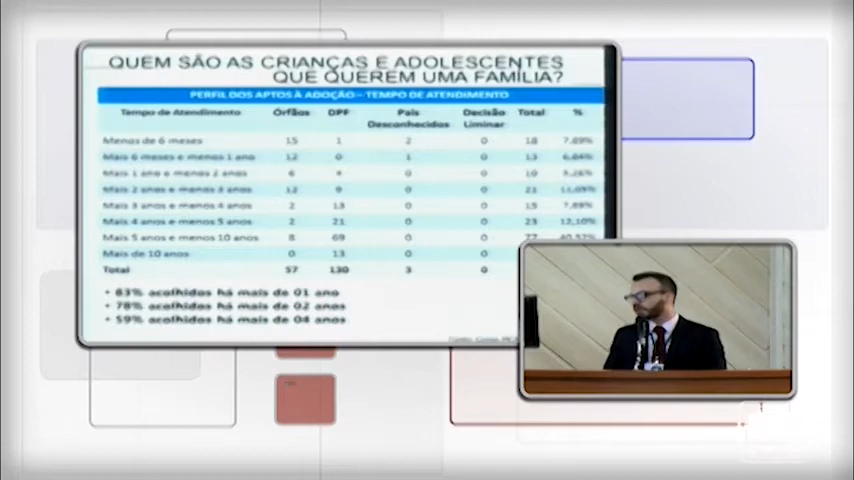 QUEM SÃO AS CRIANÇAS E ADOLESCENTES
QUE QUEREM UMA FAMÍLIA?
PERFIL DOS APTOS À ADOÇÃO – TEMPO DE ATENDIMENTO
Tempo de Atendimento Órfãos DPF Pais Desconhecidos Decisão Liminar Total %
Menos de 6 meses 15 1 2 0 18 7,89%
Mais 6 meses e menos 1 ano 12 0 1 0 13 6,84%
Mais 1 ano e menos 2 anos 6 4 0 0 10 5,26%
Mais 2 anos e menos 3 anos 12 9 0 0 21 11,05%
Mais 3 anos e menos 4 anos 2 13 0 0 15 7,89%
Mais 4 anos e menos 5 anos 2 21 0 0 23 12,10%
Mais 5 anos e menos 10 anos 8 69 0 0 77
Mais de 10 anos 0 13 0 0
Total 57 130 3 0
• 83% acolhidos há mais de 01 ano
• 78% acolhidos há mais de 02 anos
• 59% acolhidos há mais de 04 anos